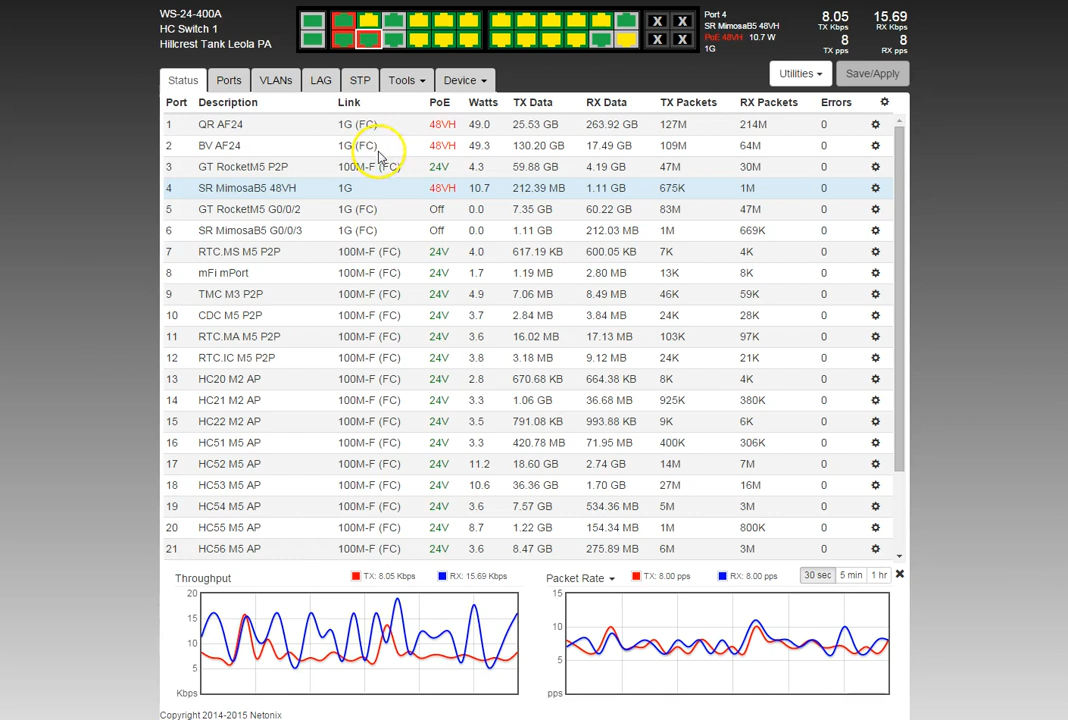 WS-24-400A
HC Switch 1
Hillcrest Tank Leola PA
X X
X X
Port 4
SR MimosaB5 48VH
PoE 48VH 10.7 W
1G
8.05 15.69
TX Kbps RX Kbps
8 8
TX pps RX pps
Status Ports VLANs LAG STP Tools Device Utilities Save/Apply
Port Description Link PoE Watts TX Data RX Data TX Packets RX Packets Errors
1 QR AF24 1G (FC) 48VH 49.0 25.53 GB 263.92 GB 127M 214M 0
2 BV AF24 1G (FC) 48VH 49.3 130.20 GB 17.49 GB 109M 64M 0
3 GT RocketM5 P2P 100M-F (FC) 24V 4.3 59.88 GB 4.19 GB 47M 30M 0
4 SR MimosaB5 48VH 1G 48VH 10.7 212.39 MB 1.11 GB 675K 1M 0
5 GT RocketM5 G0/0/2 1G (FC) Off 0.0 7.35 GB 60.22 GB 83M 47M 0
6 SR MimosaB5 G0/0/3 1G (FC) Off 0.0 1.11 GB 212.03 MB 1M 669K 0
7 RTC.MS M5 P2P 100M-F (FC) 24V 4.0 617.19 KB 600.05 KB 7K 4K 0
8 mFi mPort 100M-F (FC) 24V 1.7 1.19 MB 2.80 MB 13K 8K 0
9 TMC M3 P2P 100M-F (FC) 24V 4.9 7.06 MB 8.49 MB 46K 59K 0
10 CDC M5 P2P 100M-F (FC) 24V 3.7 2.84 MB 3.84 MB 24K 28K 0
11 RTC.MA M5 P2P 100M-F (FC) 24V 3.6 16.02 MB 17.13 MB 103K 97K 0
12 RTC.IC M5 P2P 100M-F (FC) 24V 3.8 3.18 MB 9.12 MB 24K 21K 0
13 HC20 M2 AP 100M-F (FC) 24V 2.8 670.68 KB 664.38 KB 8K 4K 0
14 HC21 M2 AP 100M-F (FC) 24V 3.3 1.06 GB 36.68 MB 925K 380K 0
15 HC22 M2 AP 100M-F (FC) 24V 3.5 791.08 KB 993.88 KB 9K 6K 0
16 HC51 M5 AP 100M-F (FC) 24V 3.3 420.78 MB 71.95 MB 400K 306K 0
17 HC52 M5 AP 100M-F (FC) 24V 11.2 18.60 GB 2.74 GB 14M 7M 0
18 HC53 M5 AP 100M-F (FC) 24V 10.6 36.36 GB 1.70 GB 27M 16M 0
19 HC54 M5 AP 100M-F (FC) 24V 3.6 7.57 GB 534.36 MB 5M 3M 0
20 HC55 M5 AP 100M-F (FC) 24V 8.7 1.22 GB 154.34 MB 1M 800K 0
21 HC56 M5 AP 100M-F (FC) 24V 3.6 8.47 GB 275.89 MB 6M 3M 0
Throughput TX: 8.05 Kbps RX: 15.69 Kbps Packet Rate TX: 8.00 pps RX: 8.00 pps 30 sec 5 min 1 hr
20 15
15
10 10
5 5
Kbps pps
Copyright 2014-2015 Netonix